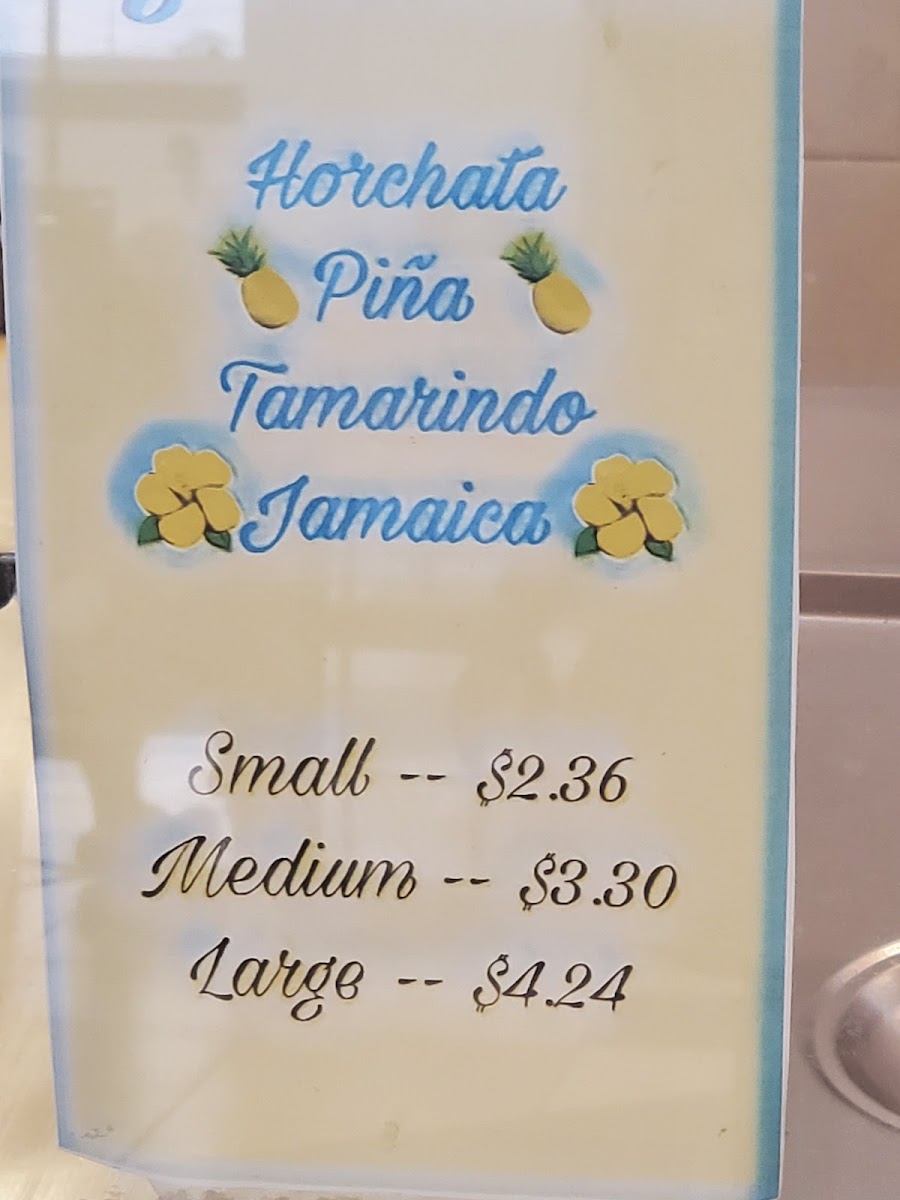 Horchata
Piña
Tamarindo
Jamaica
Small -- $2.36
Medium -- $3.30
Large -- $4.24